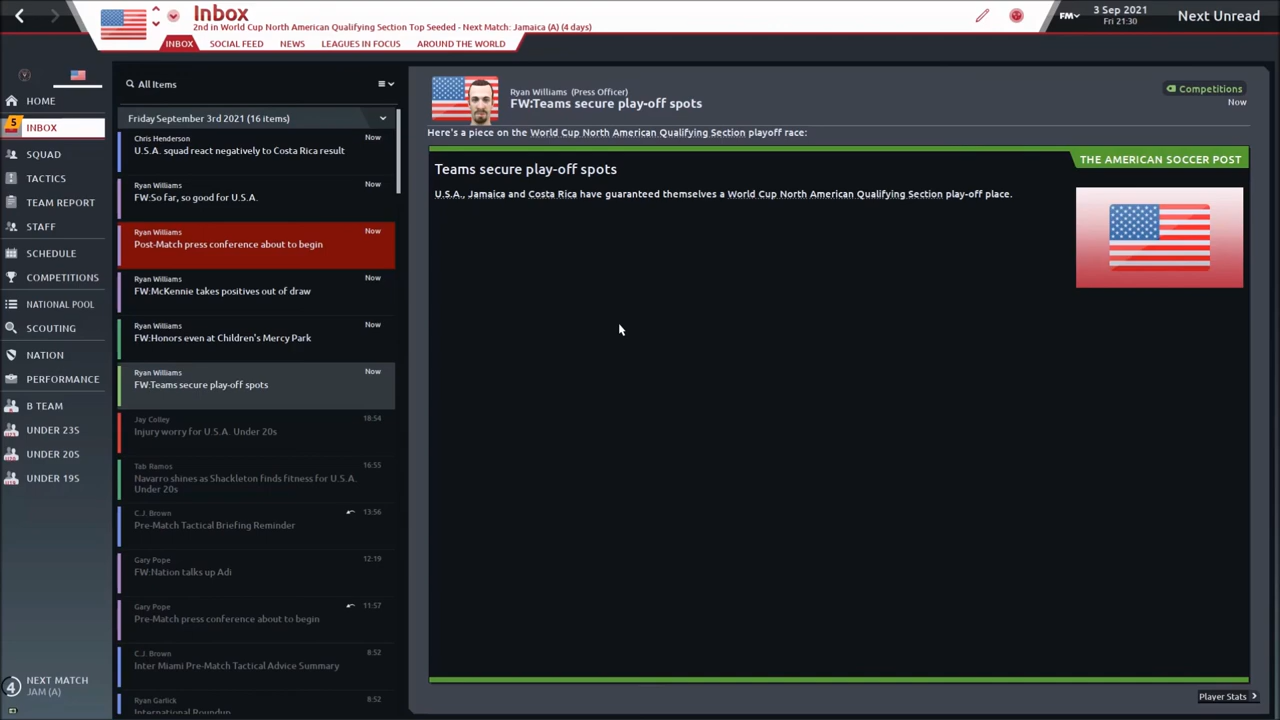 Inbox
2nd in World Cup North American Qualifying Section Top Seeded - Next Match: Jamaica (A) (4 days)
FM
3 Sep 2021
Fri 21:30
Next Unread
INBOX
SOCIAL FEED
NEWS
LEAGUES IN FOCUS
AROUND THE WORLD
HOME
5
INBOX
SQUAD
TACTICS
TEAM REPORT
STAFF
SCHEDULE
COMPETITIONS
NATIONAL POOL
SCOUTING
NATION
PERFORMANCE
B TEAM
UNDER 23S
UNDER 20S
UNDER 19S
4
NEXT MATCH
JAM (A)
All Items
Friday September 3rd 2021 (16 items)
Chris Henderson Now
U.S.A. squad react negatively to Costa Rica result
Ryan Williams Now
FW:So far, so good for U.S.A.
Ryan Williams Now
Post-Match press conference about to begin
Ryan Williams Now
FW:McKennie takes positives out of draw
Ryan Williams Now
FW:Honors even at Children's Mercy Park
Ryan Williams Now
FW:Teams secure play-off spots
Jay Colley 18:54
Injury worry for U.S.A. Under 20s
Tab Ramos 16:55
Navarro shines as Shackleton finds fitness for U.S.A.
Under 20s
C.J. Brown 13:56
Pre-Match Tactical Briefing Reminder
Gary Pope 12:19
FW:Nation talks up Adi
Gary Pope 11:57
Pre-Match press conference about to begin
C.J. Brown 8:52
Inter Miami Pre-Match Tactical Advice Summary
Ryan Garlick 8:52
International Roundup
Ryan Williams (Press Officer)
FW:Teams secure play-off spots
Competitions
Now
Here's a piece on the World Cup North American Qualifying Section playoff race:
THE AMERICAN SOCCER POST
Teams secure play-off spots
U.S.A., Jamaica and Costa Rica have guaranteed themselves a World Cup North American Qualifying Section play-off place.
Player Stats